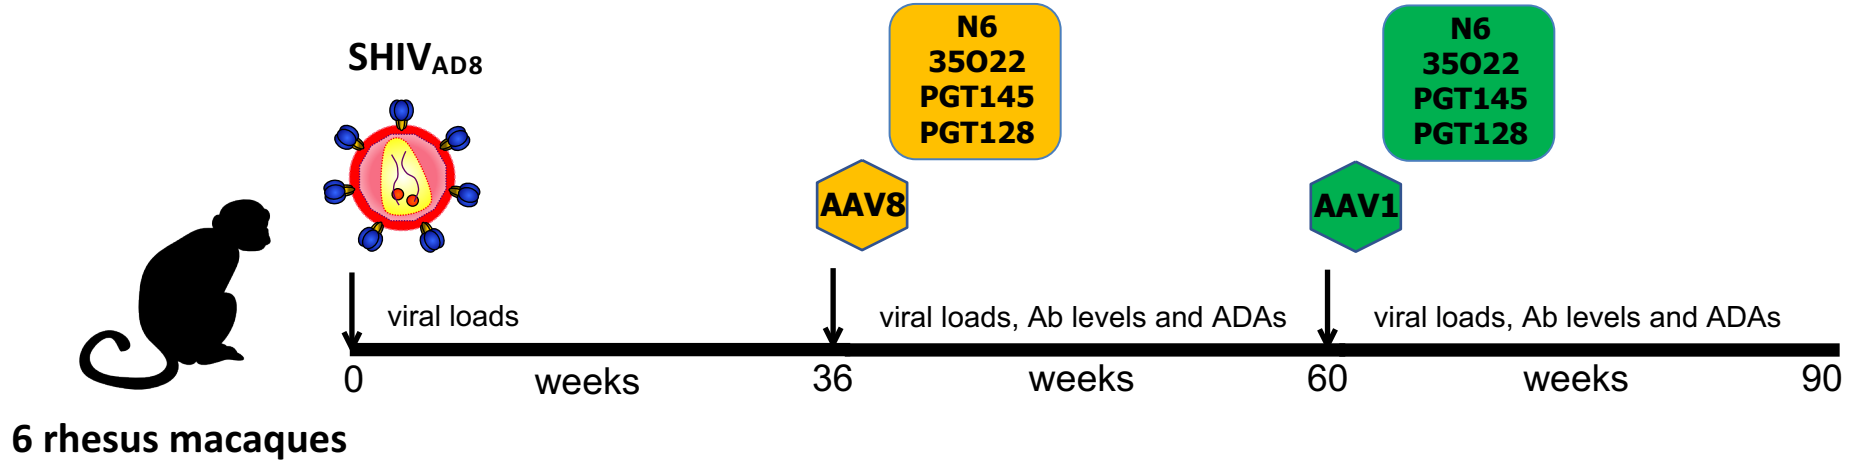 SHIVAD8
N6
35O22
PGT145
PGT128
N6
35O22
PGT145
PGT128
AAV8
AAV1
viral loads
viral loads, Ab levels and ADAs
viral loads, Ab levels and ADAs
0 weeks 36 weeks 60 weeks 90
6 rhesus macaques